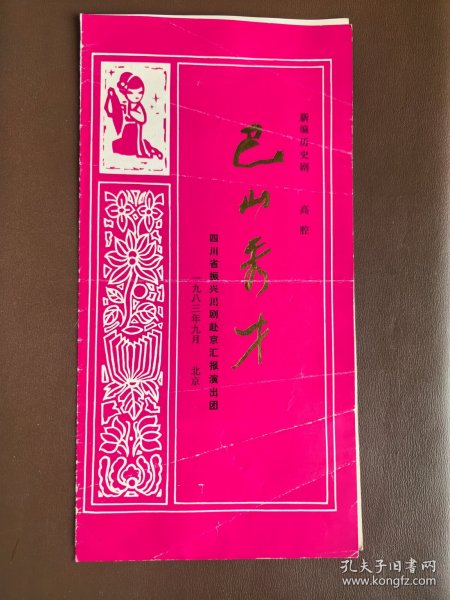 新编历史剧 高腔
巴山秀才
四川省振兴川剧赴京汇报演出团
一九八三年九月 北京
孔夫子旧书网
www.kongfz.com